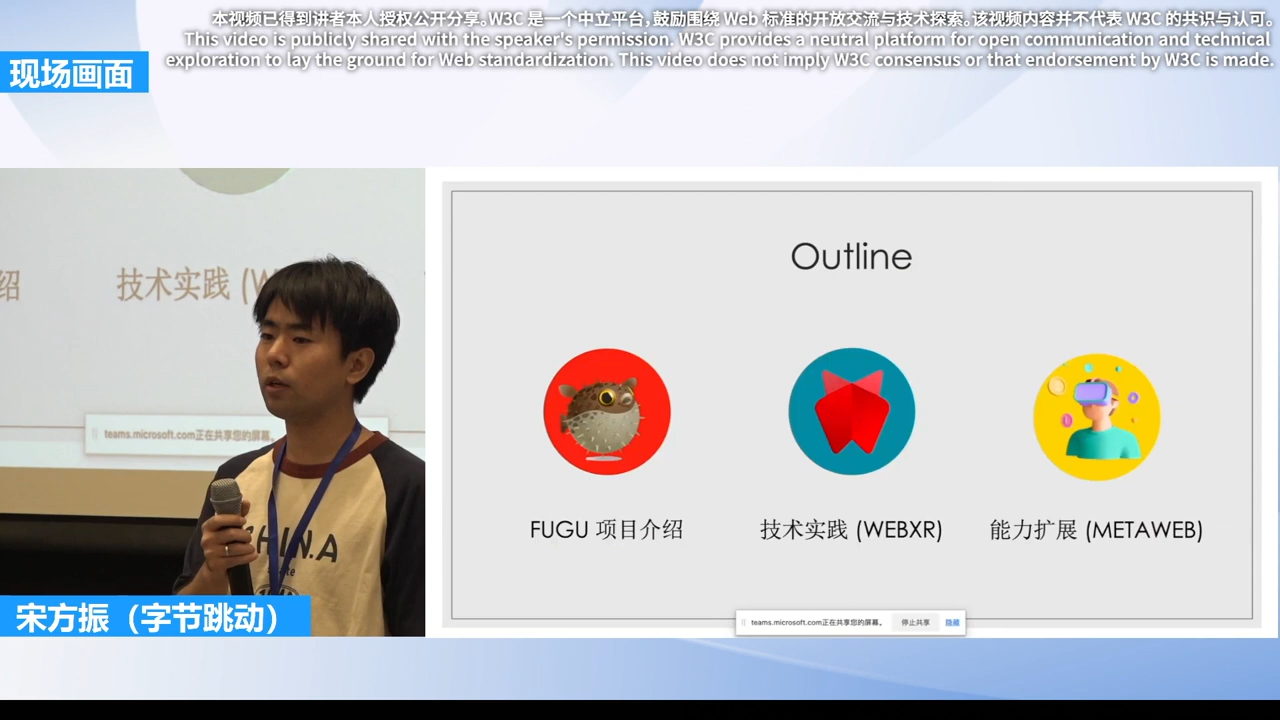 本视频已得到讲者本人授权公开分享。W3C 是一个中立平台，鼓励围绕 Web 标准的开放交流与技术探索。该视频内容并不代表 W3C 的共识与认可。
This video is publicly shared with the speaker's permission. W3C provides a neutral platform for open communication and technical
exploration to lay the ground for Web standardization. This video does not imply W3C consensus or that endorsement by W3C is made.
现场画面
绍
技术实践 (W
teams.microsoft.com正在共享您的屏幕。
CHINA
宋方振（字节跳动）
Outline
FUGU 项目介绍
技术实践 (WEBXR)
能力扩展 (METAWEB)
teams.microsoft.com正在共享您的屏幕。 停止共享 隐藏